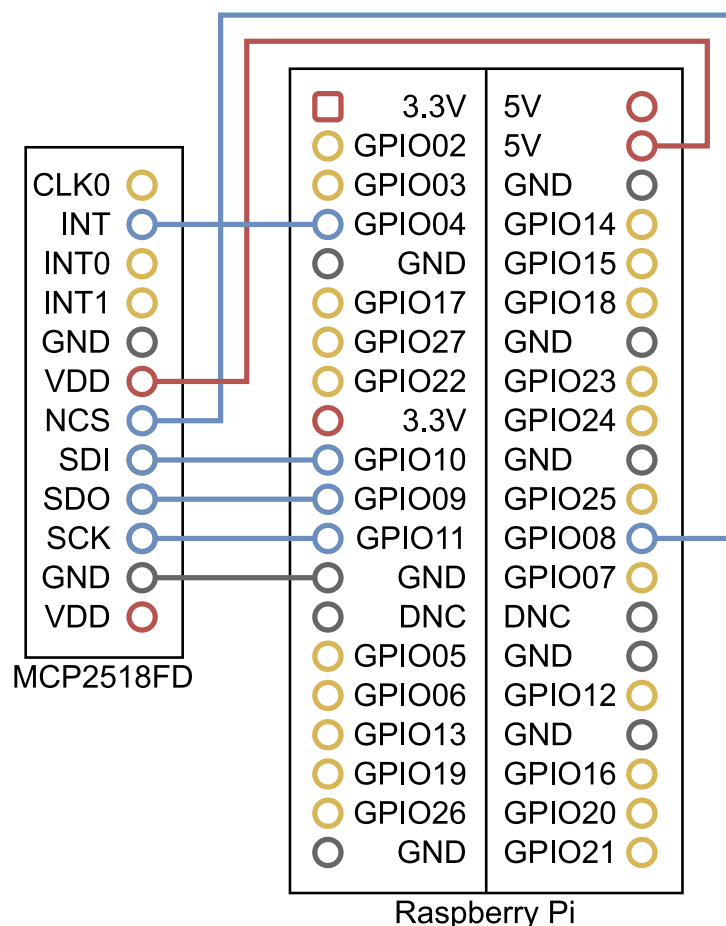 CLK0
INT
INT0
INT1
GND
VDD
NCS
SDI
SDO
SCK
GND
VDD
MCP2518FD
3.3V 5V
GPIO02 5V
GPIO03 GND
GPIO04 GPIO14
GND GPIO15
GPIO17 GPIO18
GPIO27 GND
GPIO22 GPIO23
3.3V GPIO24
GPIO10 GND
GPIO09 GPIO25
GPIO11 GPIO08
GND GPIO07
DNC DNC
GPIO05 GND
GPIO06 GPIO12
GPIO13 GND
GPIO19 GPIO16
GPIO26 GPIO20
GND GPIO21
Raspberry Pi